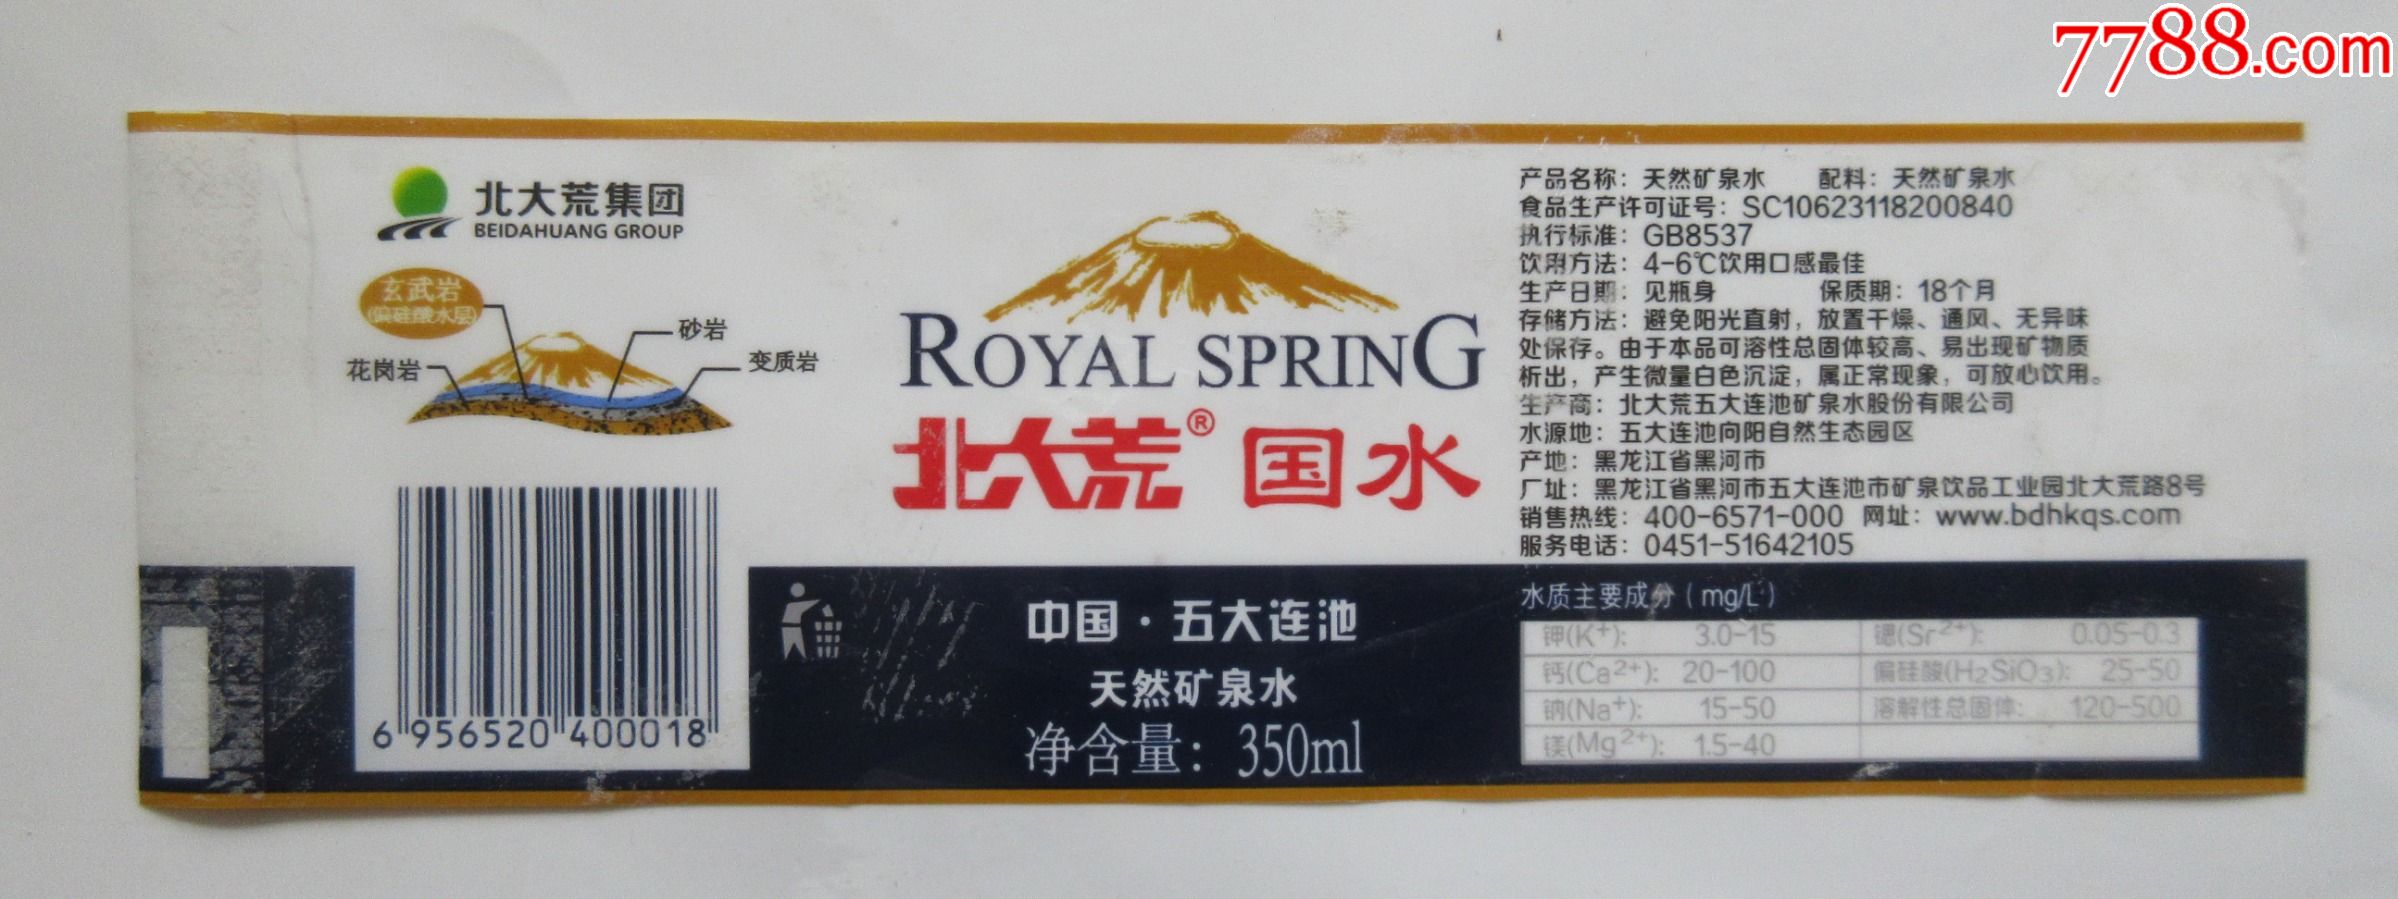 7788.com
北大荒集团
BEIDAHUANG GROUP
玄武岩
(偏硅酸水层)
砂岩
花岗岩
变质岩
6 956520 400018
ROYAL SPRING
北大荒® 国水
中国·五大连池
天然矿泉水
净含量：350ml
产品名称：天然矿泉水 配料：天然矿泉水
食品生产许可证号：SC10623118200840
执行标准：GB8537
饮用方法：4-6℃饮用口感最佳
生产日期：见瓶身 保质期：18个月
存储方法：避免阳光直射，放置干燥、通风、无异味
处保存。由于本品可溶性总固体较高、易出现矿物质
析出，产生微量白色沉淀，属正常现象，可放心饮用。
生产商：北大荒五大连池矿泉水股份有限公司
水源地：五大连池向阳自然生态园区
产地：黑龙江省黑河市
厂址：黑龙江省黑河市五大连池市矿泉饮品工业园北大荒路8号
销售热线：400-6571-000 网址：www.bdhkqs.com
服务电话：0451-51642105
水质主要成分（mg/L）
钾(K+): 3.0-15 锶(Sr2+): 0.05-0.3
钙(Ca2+): 20-100 偏硅酸(H2SiO3): 25-50
钠(Na+): 15-50 溶解性总固体: 120-500
镁(Mg2+): 1.5-40